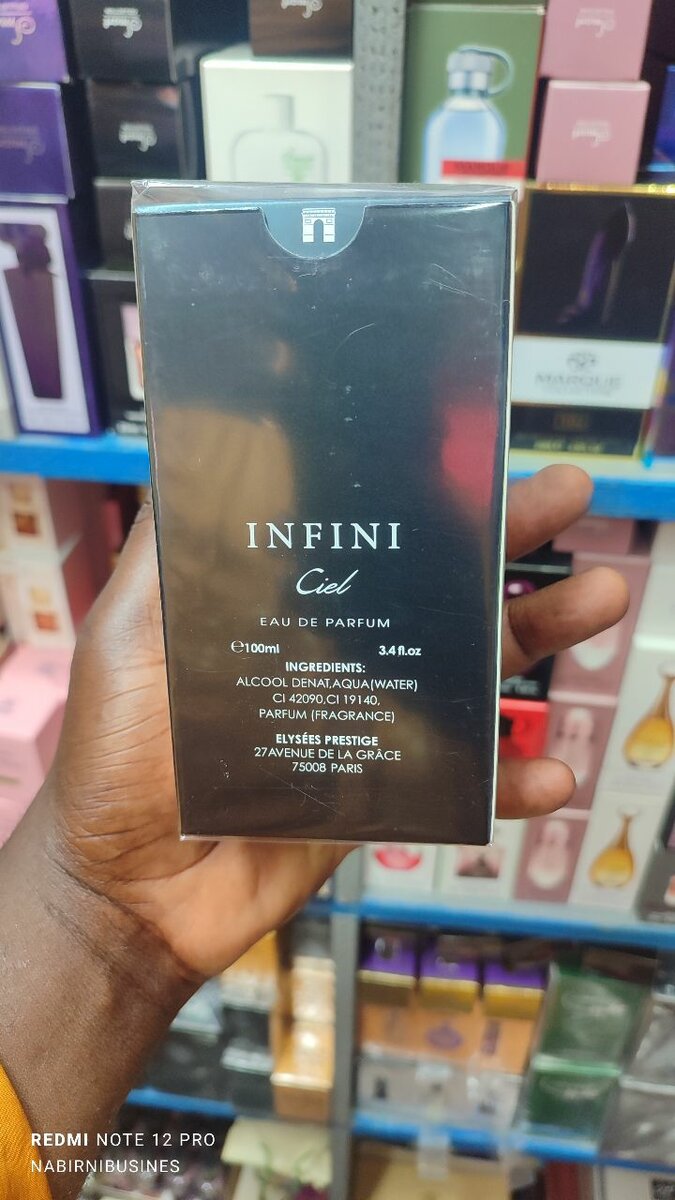 MARQUE
INFINI
Ciel
EAU DE PARFUM
℮100ml 3.4 fl.oz
INGREDIENTS:
ALCOOL DENAT,AQUA(WATER)
CI 42090,CI 19140,
PARFUM (FRAGRANCE)
ELYSÉES PRESTIGE
27AVENUE DE LA GRÂCE
75008 PARIS
REDMI NOTE 12 PRO
NABIRNIBUSINES